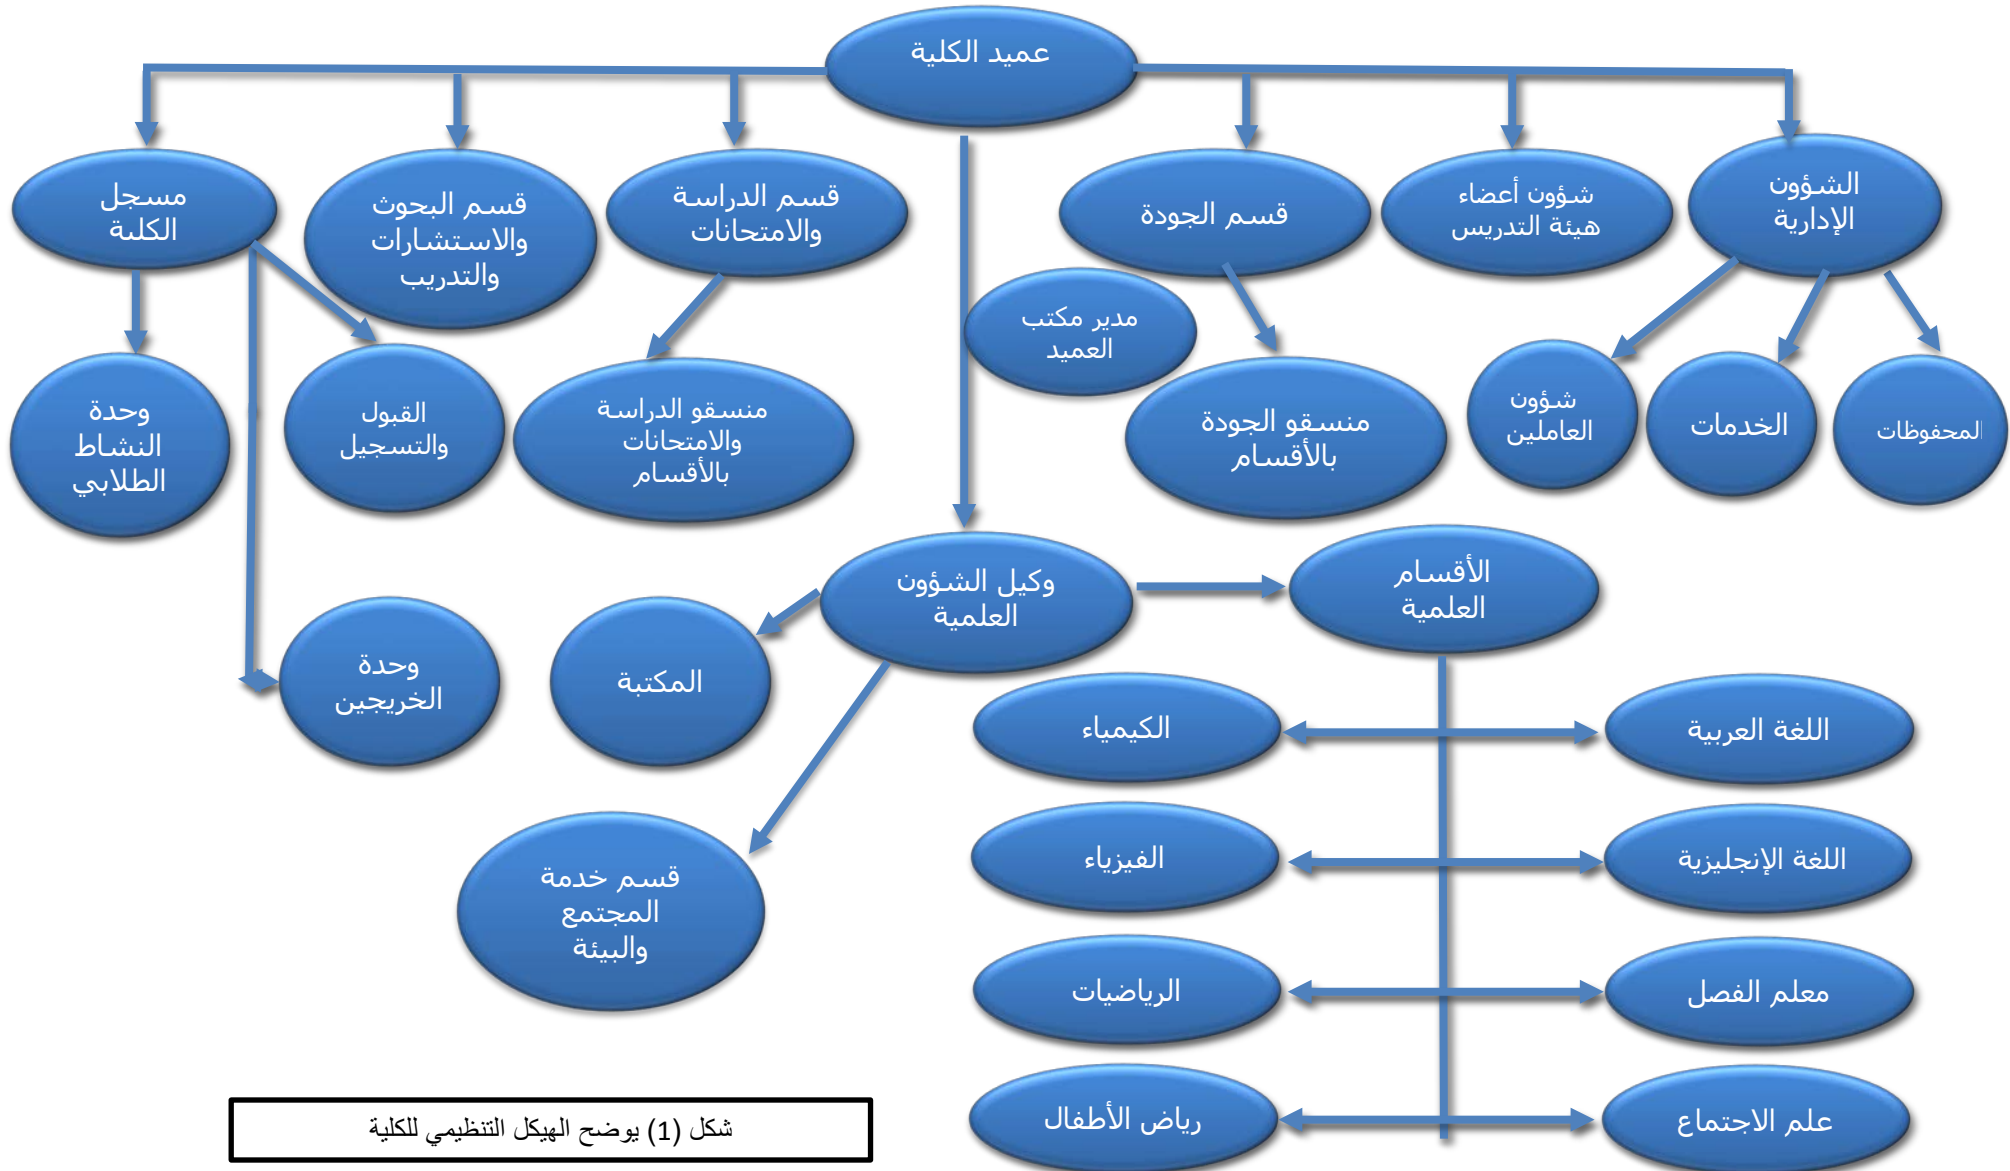 عميد الكلية
الشؤون
الإدارية
شؤون أعضاء
هيئة التدريس
قسم الجودة
قسم الدراسة
والامتحانات
قسم البحوث
والاستشارات
والتدريب
مسجل
الكلية
مدير مكتب
العميد
المحفوظات
الخدمات
شؤون
العاملين
منسقو الجودة
بالأقسام
منسقو الدراسة
والامتحانات
بالأقسام
القبول
والتسجيل
وحدة
النشاط
الطلابي
الأقسام
العلمية
وكيل الشؤون
العلمية
المكتبة
وحدة
الخريجين
اللغة العربية
الكيمياء
اللغة الإنجليزية
الفيزياء
قسم خدمة
المجتمع
والبيئة
معلم الفصل
الرياضيات
علم الاجتماع
رياض الأطفال
شكل (1) يوضح الهيكل التنظيمي للكلية